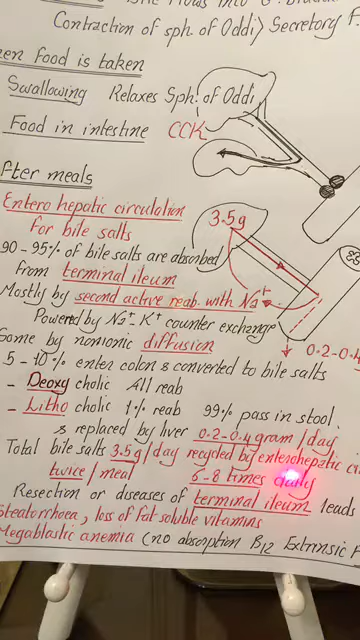 Flows into G. Bladder
Contraction of sph. of Oddi > Secretory
When food is taken
Swallowing Relaxes Sph. of Oddi
Food in intestine CCK
After meals
Entero hepatic circulation
for bile salts
3.5g
90-95% of bile salts are absorbed
from terminal ileum
Mostly by second active reab. with Na+
Powered by Na+-K+ counter exchange
Some by nonionic diffusion
0.2-0.4
5-10% enter colon & converted to bile salts
- Deoxy cholic All reab
- Litho cholic 1% reab 99% pass in stool
& replaced by liver 0.2-0.4 gram/day
Total bile salts 3.5g/day recycled by enterohepatic
twice/meal 6-8 times daily
Resection or diseases of terminal ileum leads
Steatorrhoea, loss of fat soluble vitamins
Megablastic anemia (no absorption B12 Extrinsic F